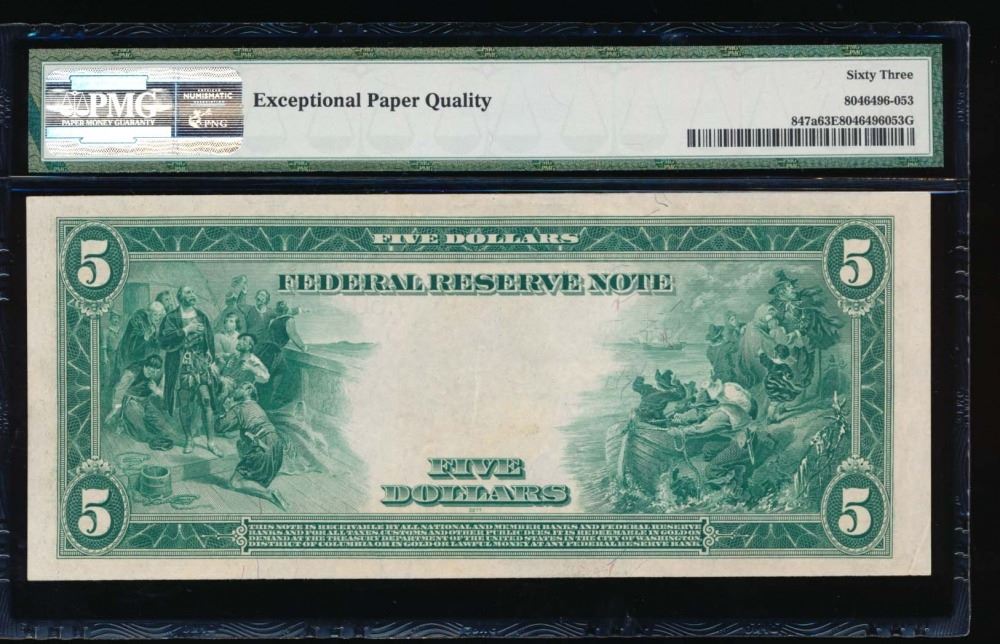 PMG
PAPER MONEY GUARANTY
AMERICAN
NUMISMATIC
ASSOCIATION
PNG
Exceptional Paper Quality
Sixty Three
8046496-053
847a63E8046496053G
5
FIVE DOLLARS
5
FEDERAL RESERVE NOTE
FIVE
DOLLARS
5
5
THIS NOTE IS RECEIVABLE BY ALL NATIONAL AND MEMBER BANKS AND FEDERAL RESERVE
BANKS AND FOR ALL TAXES, CUSTOMS AND OTHER PUBLIC DUES. IT IS REDEEMABLE IN GOLD ON
DEMAND AT THE TREASURY DEPARTMENT OF THE UNITED STATES IN THE CITY OF WASHINGTON,
DISTRICT OF COLUMBIA OR IN GOLD OR LAWFUL MONEY AT ANY FEDERAL RESERVE BANK.